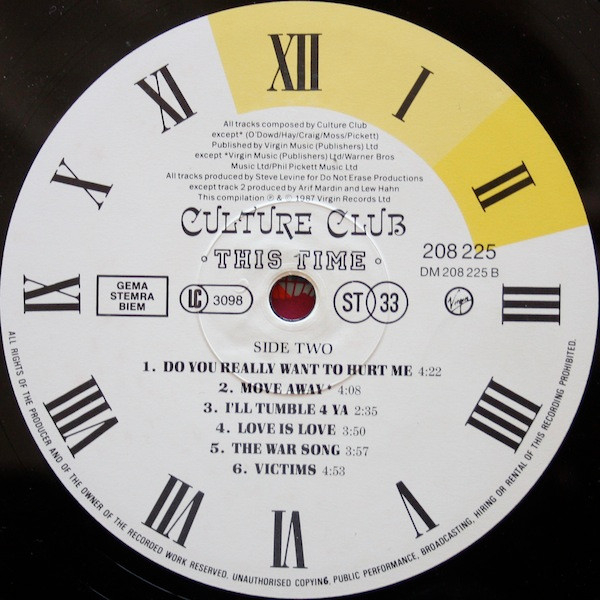 XII
I
II
III
IIII
V
VI
VII
VIII
IX
X
XI
All tracks composed by Culture Club
except* (O'Dowd/Hay/Craig/Moss/Pickett)
Published by Virgin Music (Publishers) Ltd
except *Virgin Music (Publishers) Ltd/Warner Bros
Music Ltd/Phil Pickett Music Ltd
All tracks produced by Steve Levine for Do Not Erase Productions
except track 2 produced by Arif Mardin and Lew Hahn
This compilation ℗ & © 1987 Virgin Records Ltd
CULTURE CLUB
· THIS TIME ·
208 225
DM 208 225 B
GEMA
STEMRA
BIEM
LC 3098
ST 33
Virgin
SIDE TWO
1. DO YOU REALLY WANT TO HURT ME 4:22
2. MOVE AWAY* 4:08
3. I'LL TUMBLE 4 YA 2:35
4. LOVE IS LOVE 3:50
5. THE WAR SONG 3:57
6. VICTIMS 4:53
ALL RIGHTS OF THE PRODUCER AND OF THE OWNER OF THE RECORDED WORK RESERVED. UNAUTHORISED COPYING, PUBLIC PERFORMANCE, BROADCASTING, HIRING OR RENTAL OF THIS RECORDING PROHIBITED.